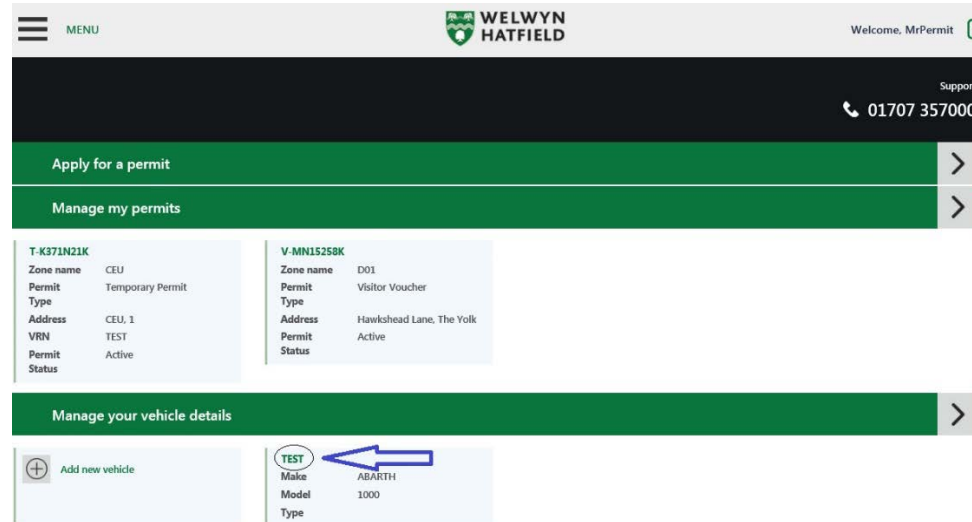 MENU
WELWYN
HATFIELD
Welcome, MrPermit
Support
01707 357000
Apply for a permit
Manage my permits
T-K371N21K
Zone name CEU
Permit Temporary Permit
Type
Address CEU, 1
VRN TEST
Permit Active
Status
V-MN15258K
Zone name D01
Permit Visitor Voucher
Type
Address Hawkshead Lane, The Yolk
Permit Active
Status
Manage your vehicle details
Add new vehicle
TEST
Make ABARTH
Model 1000
Type